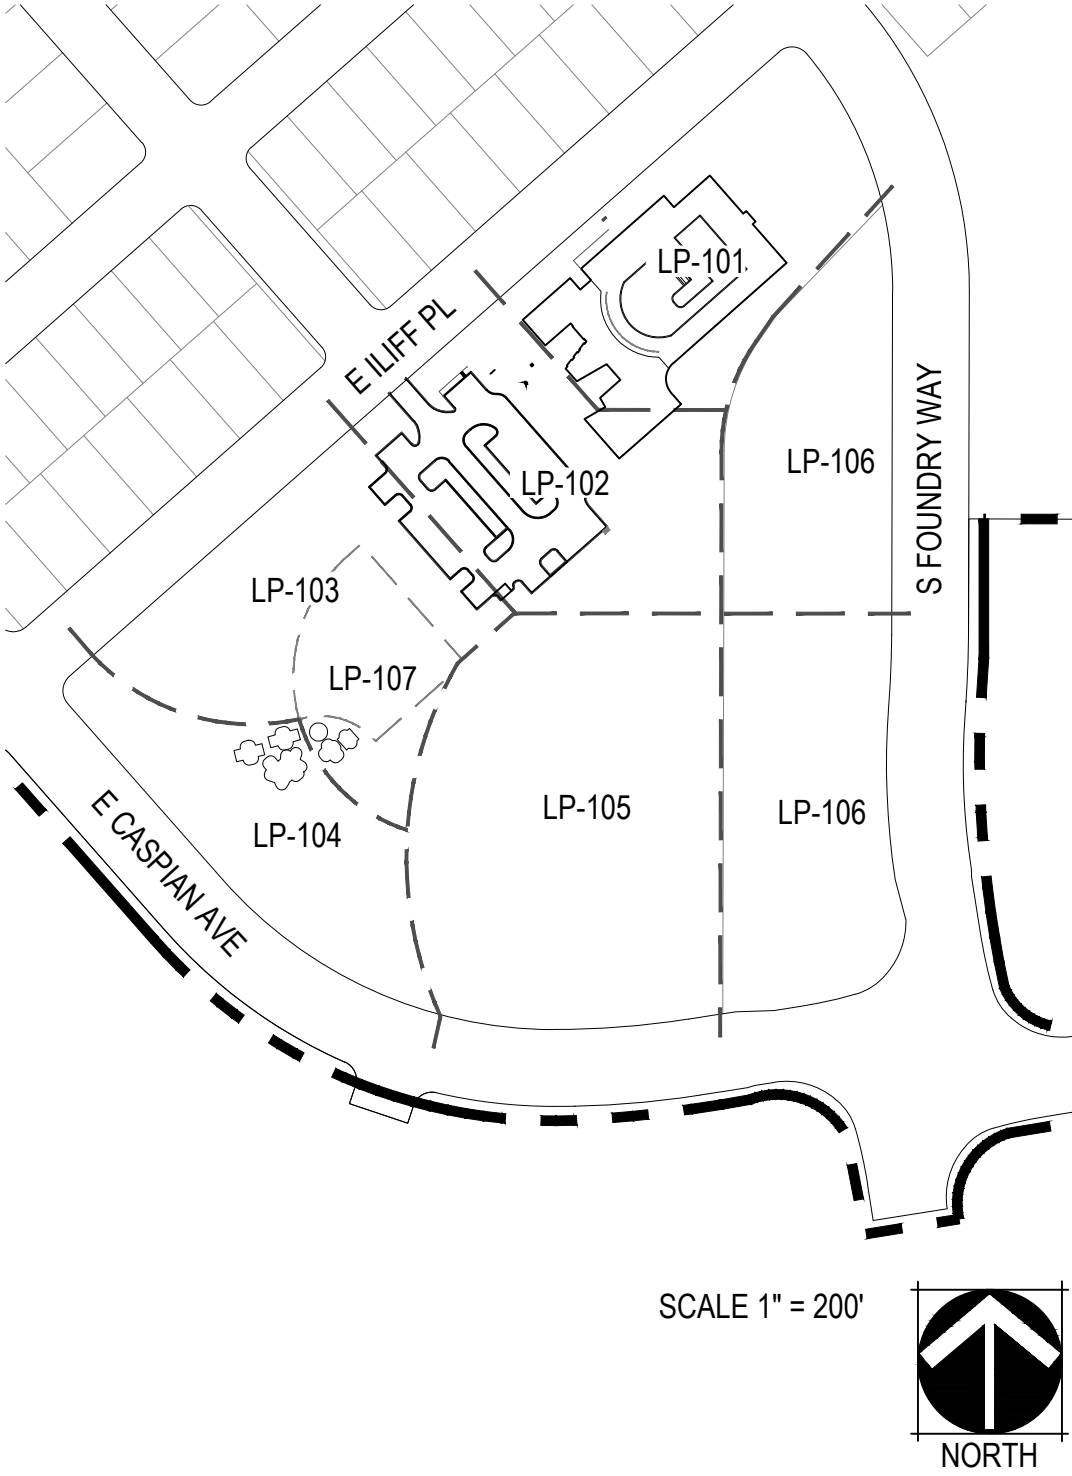 LP-101
E ILIFF PL
S FOUNDRY WAY
LP-106
LP-102
LP-103
LP-107
LP-105
LP-106
LP-104
E CASPIAN AVE
SCALE 1" = 200'
NORTH